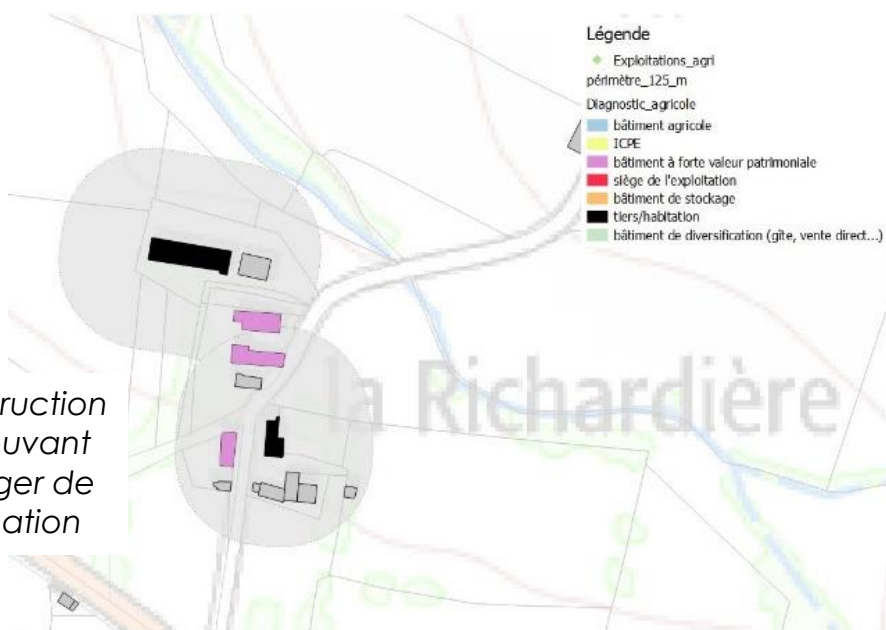 Légende
Exploitations_agri
périmètre_125_m
Diagnostic_agricole
bâtiment agricole
ICPE
bâtiment à forte valeur patrimoniale
siège de l'exploitation
bâtiment de stockage
tiers/habitation
bâtiment de diversification (gîte, vente direct...)
la Richardière
ruction
uvant
ger de
ation